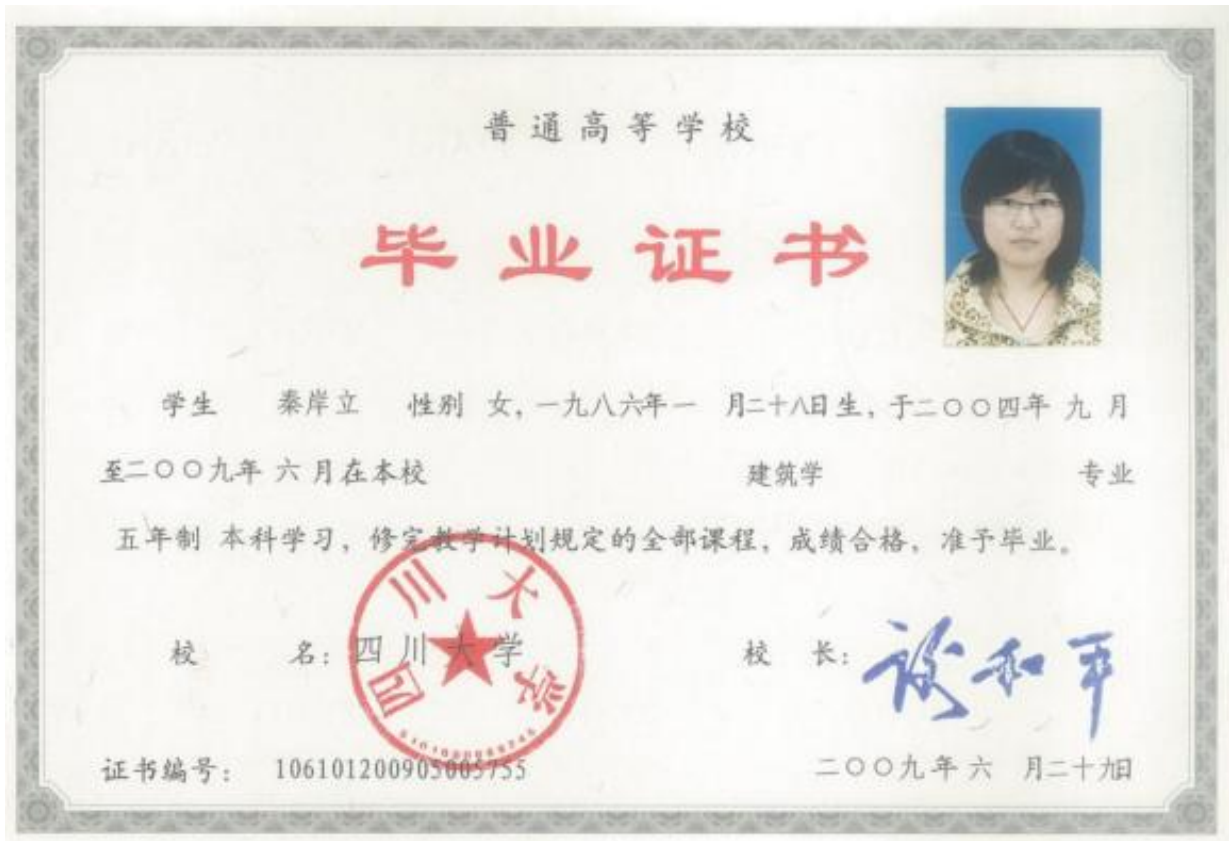 普通高等学校
毕业证书
学生 秦岸立 性别 女，一九八六年一 月二十八日生，于二〇〇四年 九 月
至二〇〇九年 六 月在本校 建筑学 专业
五年制 本科学习，修完教学计划规定的全部课程，成绩合格，准予毕业。
校 名：四川大学
四川大学
校 长：谢和平
证书编号： 106101200905005755
二〇〇九年 六 月二十九日